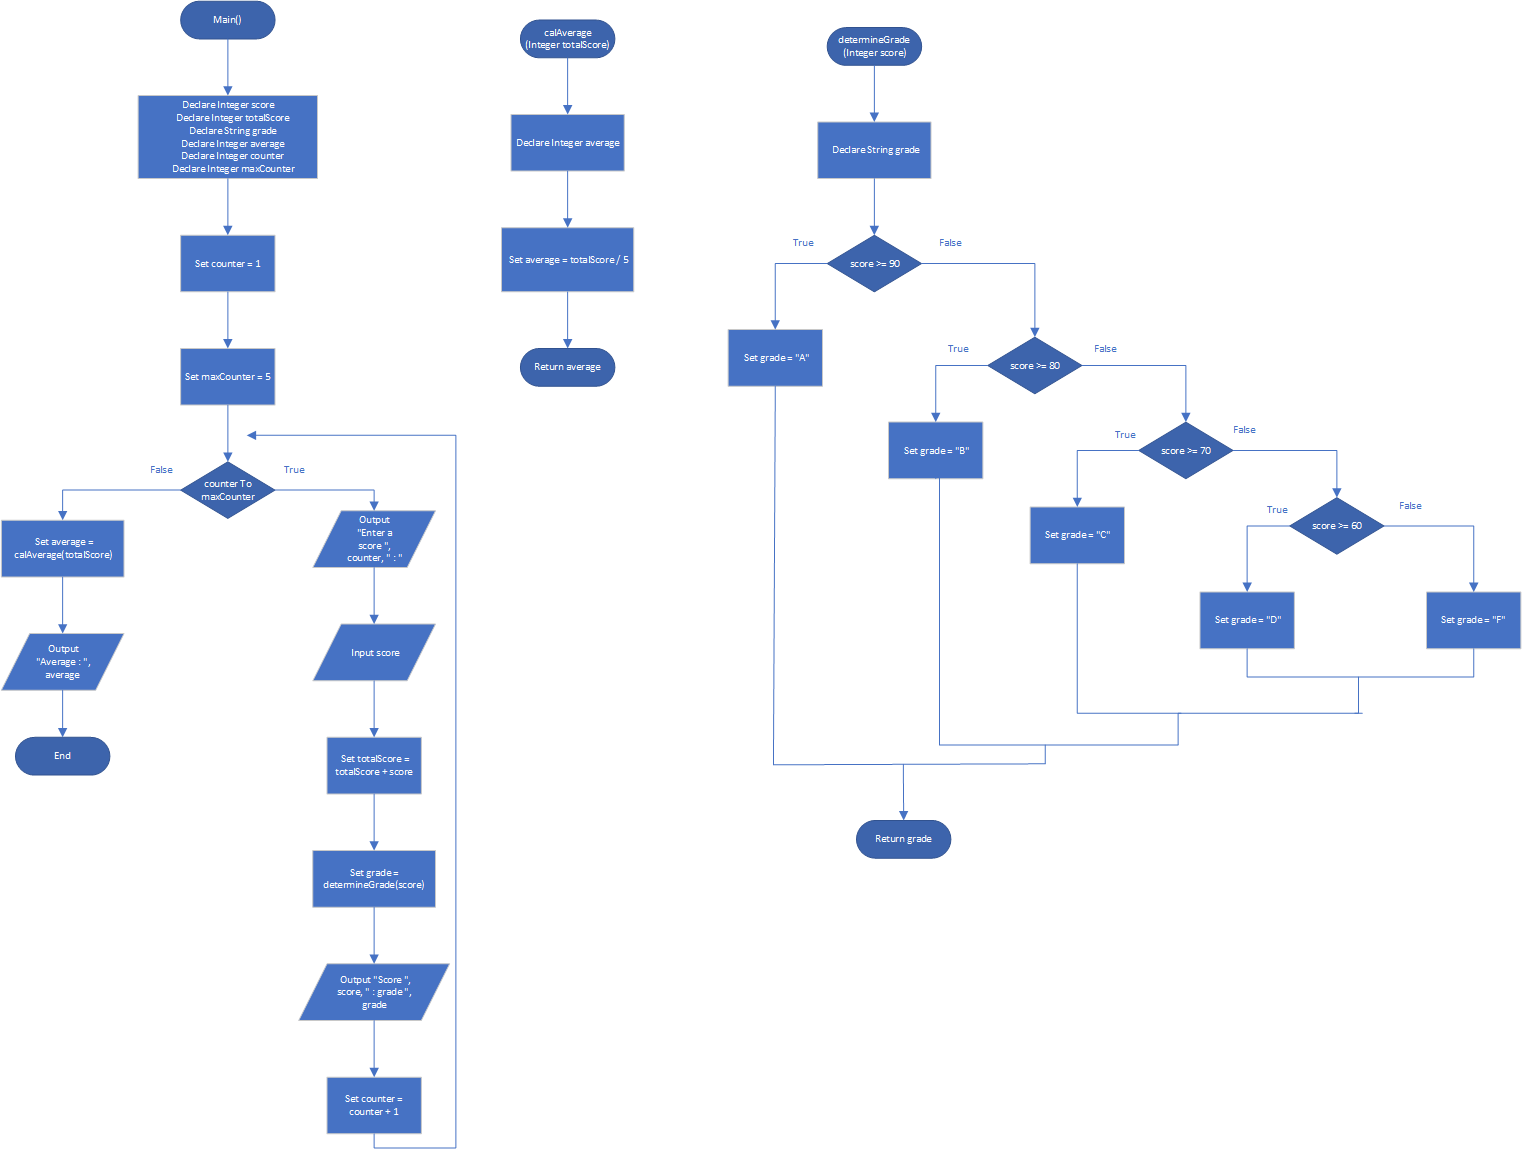 Main()
Declare Integer score
Declare Integer totalScore
Declare String grade
Declare Integer average
Declare Integer counter
Declare Integer maxCounter
Set counter = 1
Set maxCounter = 5
False
True
counter To
maxCounter
Set average =
calAverage(totalScore)
Output
"Average : ",
average
End
Output
"Enter a
score ",
counter, " : "
Input score
Set totalScore =
totalScore + score
Set grade =
determineGrade(score)
Output "Score ",
score, " : grade ",
grade
Set counter =
counter + 1
calAverage
(Integer totalScore)
Declare Integer average
Set average = totalScore / 5
Return average
determineGrade
(Integer score)
Declare String grade
True
False
score >= 90
Set grade = "A"
True
False
score >= 80
Set grade = "B"
True
False
score >= 70
Set grade = "C"
True
False
score >= 60
Set grade = "D"
Set grade = "F"
Return grade